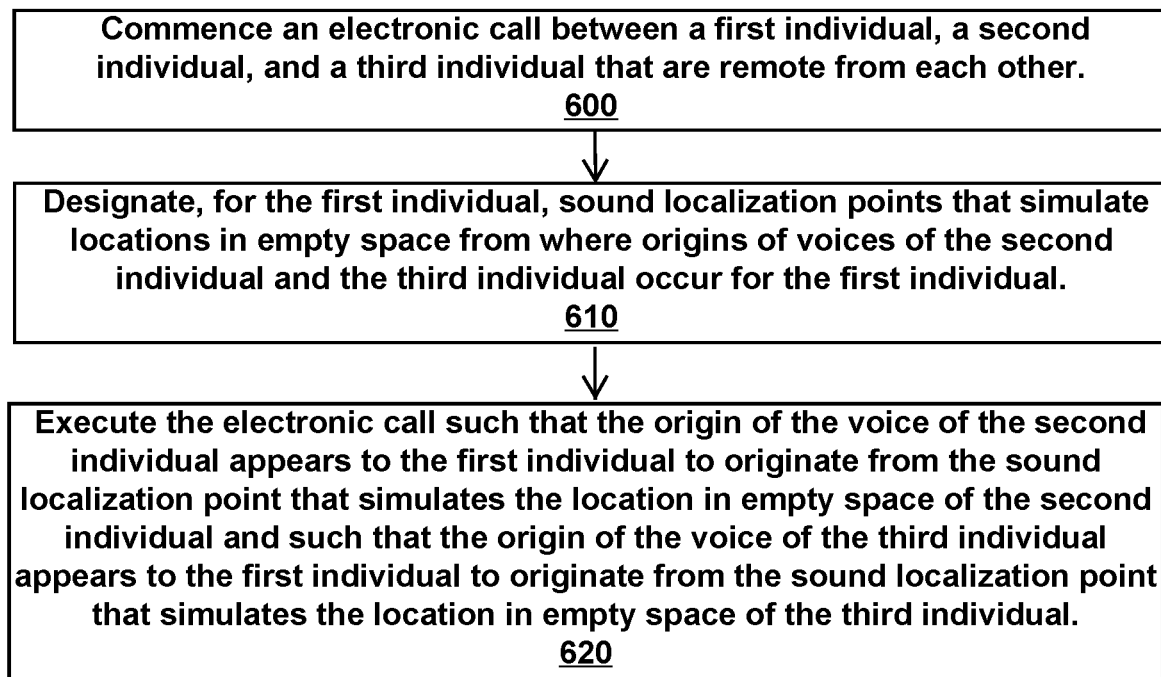 Commence an electronic call between a first individual, a second
individual, and a third individual that are remote from each other.
600
Designate, for the first individual, sound localization points that simulate
locations in empty space from where origins of voices of the second
individual and the third individual occur for the first individual.
610
Execute the electronic call such that the origin of the voice of the second
individual appears to the first individual to originate from the sound
localization point that simulates the location in empty space of the second
individual and such that the origin of the voice of the third individual
appears to the first individual to originate from the sound localization point
that simulates the location in empty space of the third individual.
620